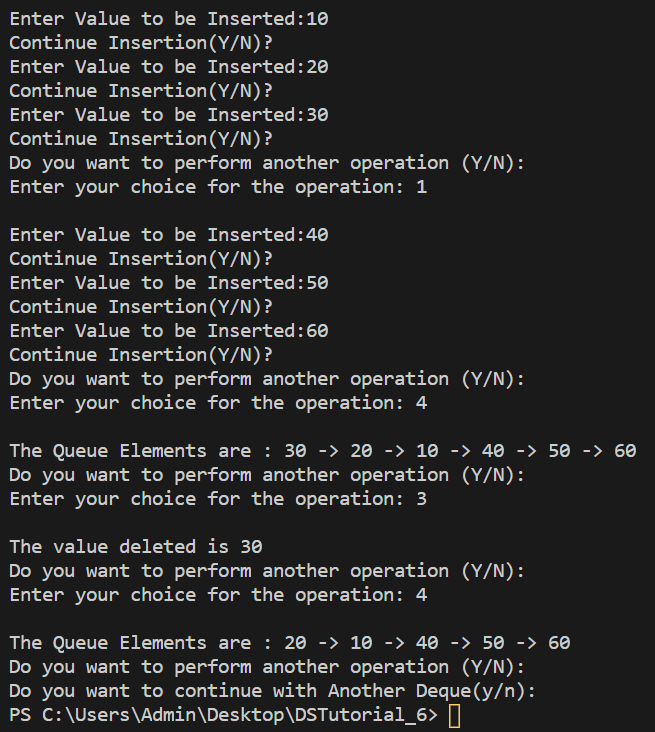 Enter Value to be Inserted:10
Continue Insertion(Y/N)?
Enter Value to be Inserted:20
Continue Insertion(Y/N)?
Enter Value to be Inserted:30
Continue Insertion(Y/N)?
Do you want to perform another operation (Y/N):
Enter your choice for the operation: 1
Enter Value to be Inserted:40
Continue Insertion(Y/N)?
Enter Value to be Inserted:50
Continue Insertion(Y/N)?
Enter Value to be Inserted:60
Continue Insertion(Y/N)?
Do you want to perform another operation (Y/N):
Enter your choice for the operation: 4
The Queue Elements are : 30 -> 20 -> 10 -> 40 -> 50 -> 60
Do you want to perform another operation (Y/N):
Enter your choice for the operation: 3
The value deleted is 30
Do you want to perform another operation (Y/N):
Enter your choice for the operation: 4
The Queue Elements are : 20 -> 10 -> 40 -> 50 -> 60
Do you want to perform another operation (Y/N):
Do you want to continue with Another Deque(y/n):
PS C:\Users\Admin\Desktop\DSTutorial_6>